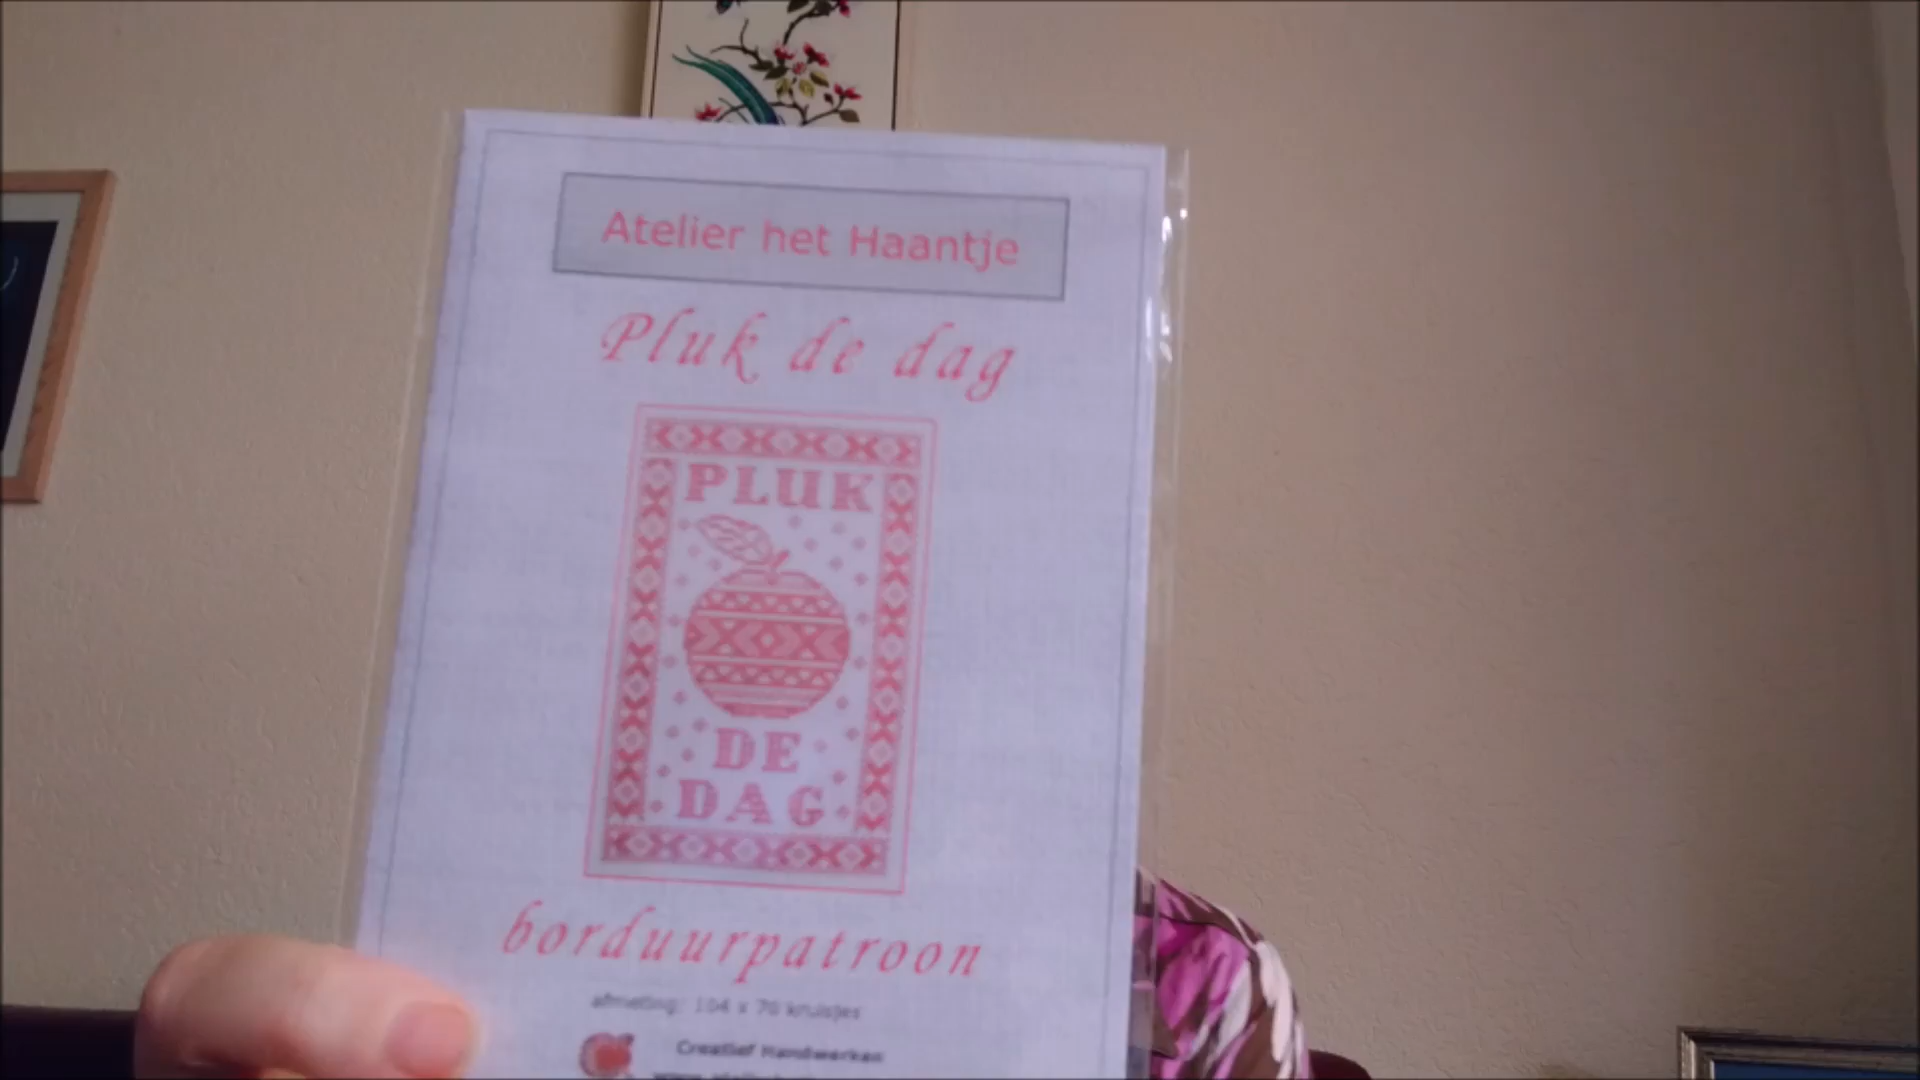 Atelier het Haantje
Pluk de dag
PLUK
DE
DAG
borduurpatroon
afmeting: 104 x 70 kruisjes
Creatief Handwerken